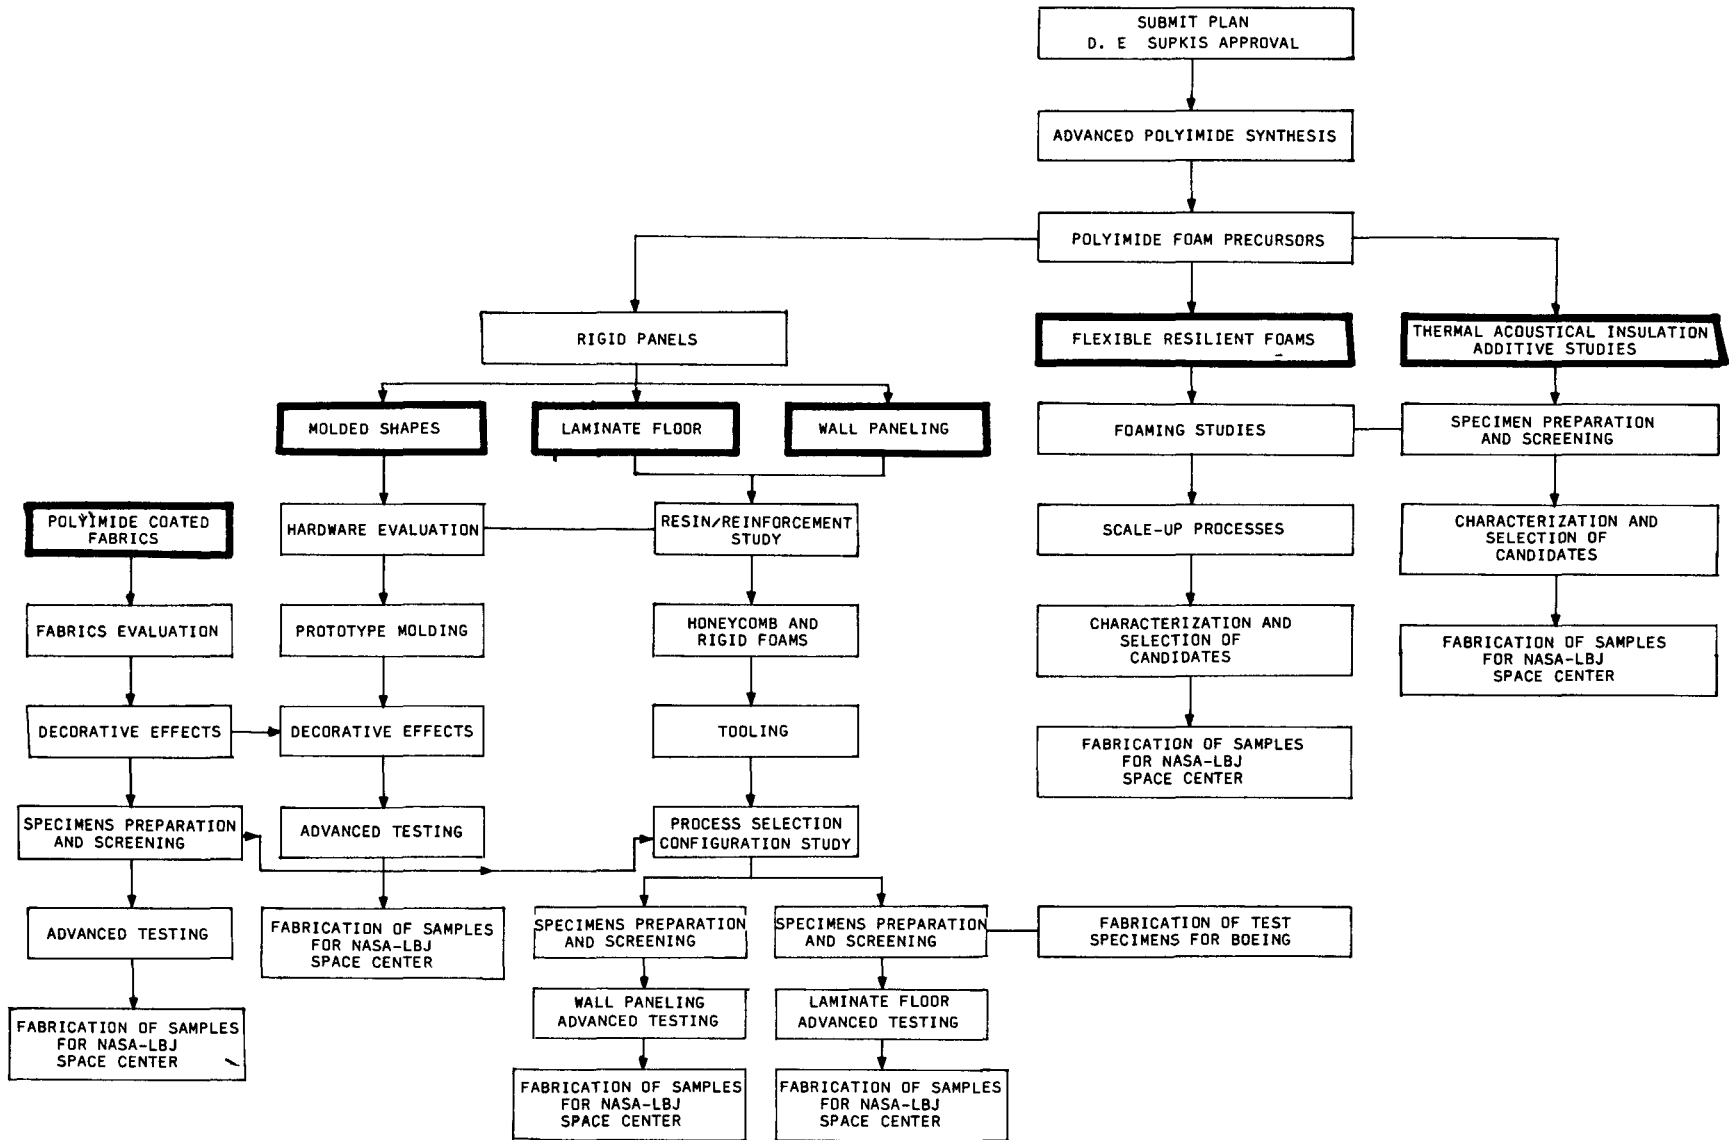 SUBMIT PLAN
D. E SUPKIS APPROVAL
ADVANCED POLYIMIDE SYNTHESIS
POLYIMIDE FOAM PRECURSORS
RIGID PANELS
FLEXIBLE RESILIENT FOAMS
THERMAL ACOUSTICAL INSULATION
ADDITIVE STUDIES
MOLDED SHAPES
LAMINATE FLOOR
WALL PANELING
FOAMING STUDIES
SPECIMEN PREPARATION
AND SCREENING
POLYIMIDE COATED
FABRICS
HARDWARE EVALUATION
RESIN/REINFORCEMENT
STUDY
SCALE-UP PROCESSES
CHARACTERIZATION AND
SELECTION OF
CANDIDATES
FABRICS EVALUATION
PROTOTYPE MOLDING
HONEYCOMB AND
RIGID FOAMS
CHARACTERIZATION AND
SELECTION OF
CANDIDATES
FABRICATION OF SAMPLES
FOR NASA-LBJ
SPACE CENTER
DECORATIVE EFFECTS
DECORATIVE EFFECTS
TOOLING
FABRICATION OF SAMPLES
FOR NASA-LBJ
SPACE CENTER
SPECIMENS PREPARATION
AND SCREENING
ADVANCED TESTING
PROCESS SELECTION
CONFIGURATION STUDY
ADVANCED TESTING
FABRICATION OF SAMPLES
FOR NASA-LBJ
SPACE CENTER
SPECIMENS PREPARATION
AND SCREENING
SPECIMENS PREPARATION
AND SCREENING
FABRICATION OF TEST
SPECIMENS FOR BOEING
FABRICATION OF SAMPLES
FOR NASA-LBJ
SPACE CENTER
WALL PANELING
ADVANCED TESTING
LAMINATE FLOOR
ADVANCED TESTING
FABRICATION OF SAMPLES
FOR NASA-LBJ
SPACE CENTER
FABRICATION OF SAMPLES
FOR NASA-LBJ
SPACE CENTER